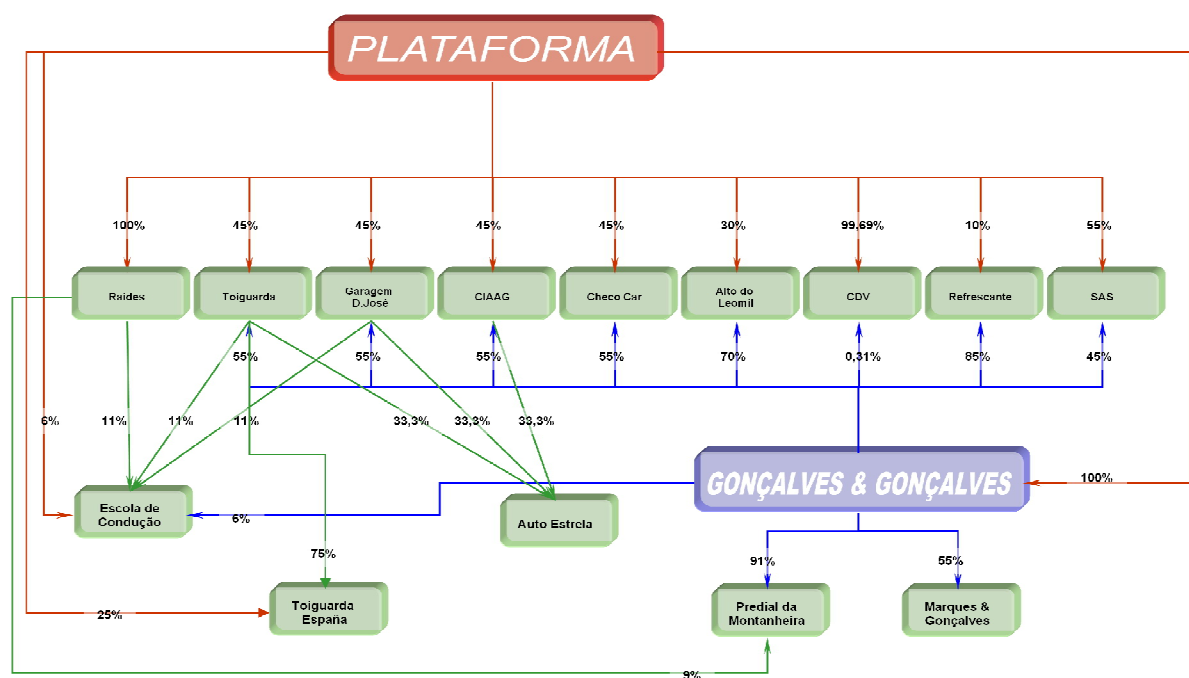 PLATAFORMA
100%
45%
45%
45%
45%
30%
99,69%
10%
55%
Raides
Toiguarda
Garagem
D.José
CIAAG
Checo Car
Alto do
Leomil
CDV
Refrescante
SAS
55%
55%
55%
55%
70%
0,31%
85%
45%
6%
11%
11%
11%
33,3%
33,3%
33,3%
GONÇALVES & GONÇALVES
100%
Escola de
Condução
6%
Auto Estrela
75%
91%
55%
25%
Toiguarda
España
Predial da
Montanheira
Marques &
Gonçalves
9%